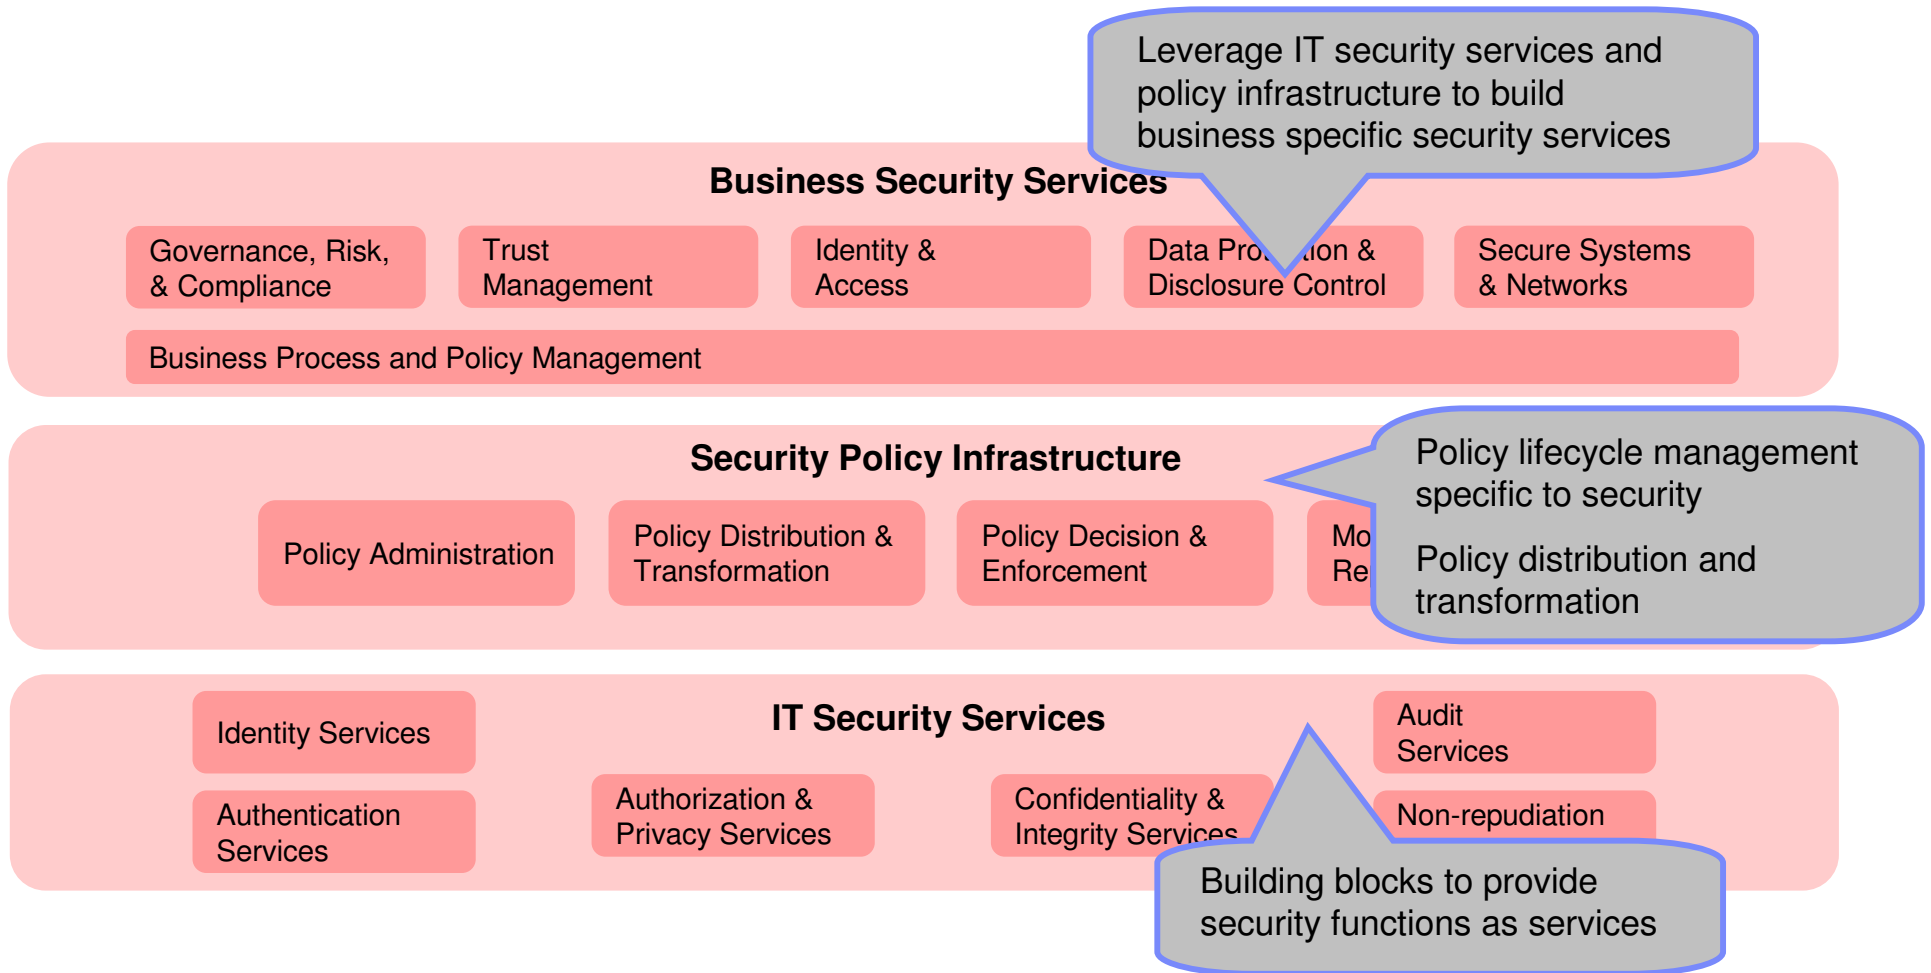 Leverage IT security services and
policy infrastructure to build
business specific security services
Business Security Services
Governance, Risk,
& Compliance
Trust
Management
Identity &
Access
Data &
Disclosure Control
Secure Systems
& Networks
Business Process and Policy Management
Security Policy Infrastructure
Policy Administration
Policy Distribution &
Transformation
Policy Decision &
Enforcement
Policy lifecycle management
specific to security
Policy distribution and
transformation
IT Security Services
Identity Services
Authentication
Services
Authorization &
Privacy Services
Confidentiality &
Integrity Services
Audit
Services
Non-repudiation
Building blocks to provide
security functions as services